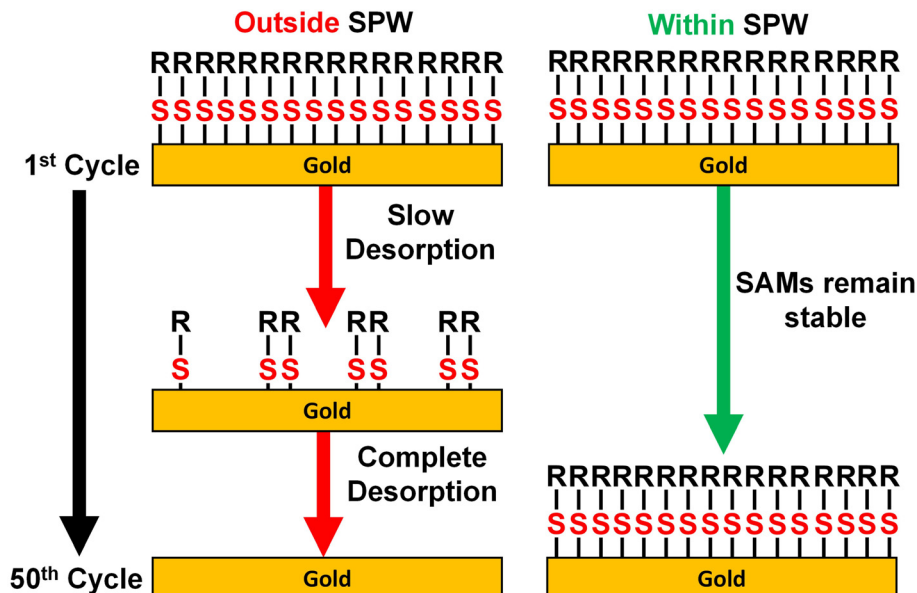 Outside SPW
RRRRRRRRRRRRRRRR
SSSSSSSSSSSSSSSS
Gold
1st Cycle
Slow
Desorption
R RR RR RR
S SS SS SS
Gold
Complete
Desorption
50th Cycle
Gold
Within SPW
RRRRRRRRRRRRRRRR
SSSSSSSSSSSSSSSS
Gold
SAMs remain
stable
RRRRRRRRRRRRRRRR
SSSSSSSSSSSSSSSS
Gold